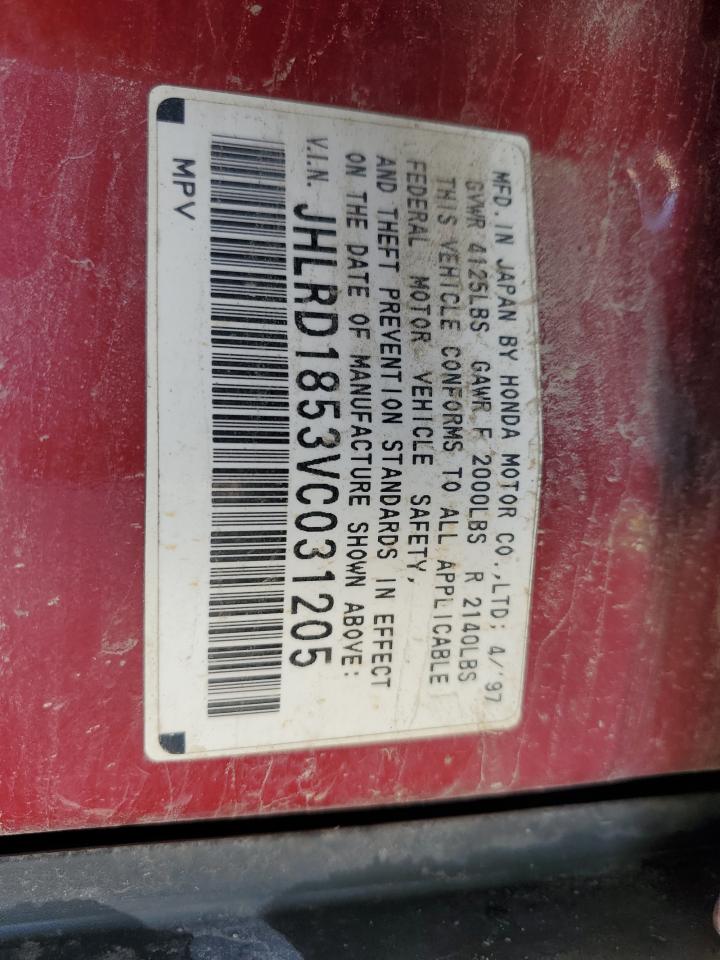 MFD. IN JAPAN BY HONDA MOTOR CO., LTD; 4/'97
GVWR 4125LBS GAWR F 2000LBS R 2140LBS
THIS VEHICLE CONFORMS TO ALL APPLICABLE
FEDERAL MOTOR VEHICLE SAFETY,
AND THEFT PREVENTION STANDARDS IN EFFECT
ON THE DATE OF MANUFACTURE SHOWN ABOVE:
V.I.N. JHLRD1853VC031205
MPV